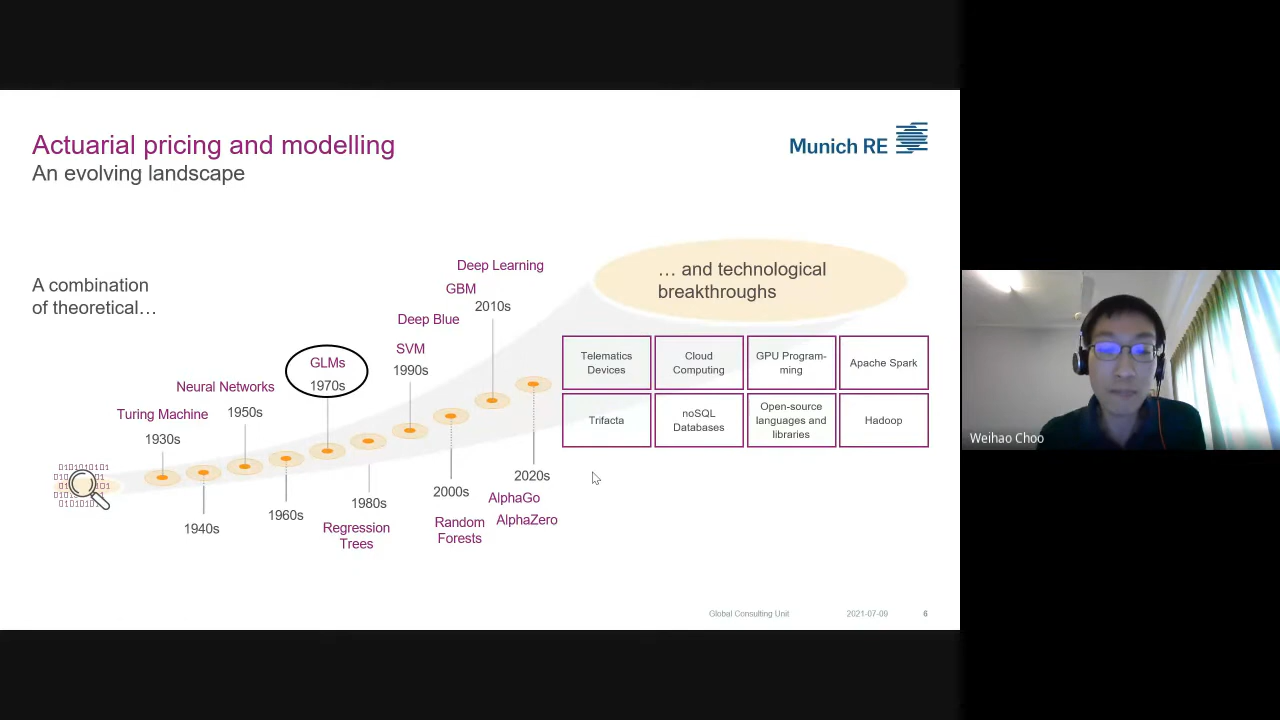 Actuarial pricing and modelling
An evolving landscape
Munich RE
A combination
of theoretical…
… and technological
breakthroughs
Deep Learning
GBM
2010s
Deep Blue
SVM
1990s
GLMs
1970s
Neural Networks
1950s
Turing Machine
1930s
1940s
1960s
1980s
Regression
Trees
2000s
Random
Forests
2020s
AlphaGo
AlphaZero
Telematics
Devices
Cloud
Computing
GPU Program-
ming
Apache Spark
Trifacta
noSQL
Databases
Open-source
languages and
libraries
Hadoop
Weihao Choo
Global Consulting Unit
2021-07-09
6